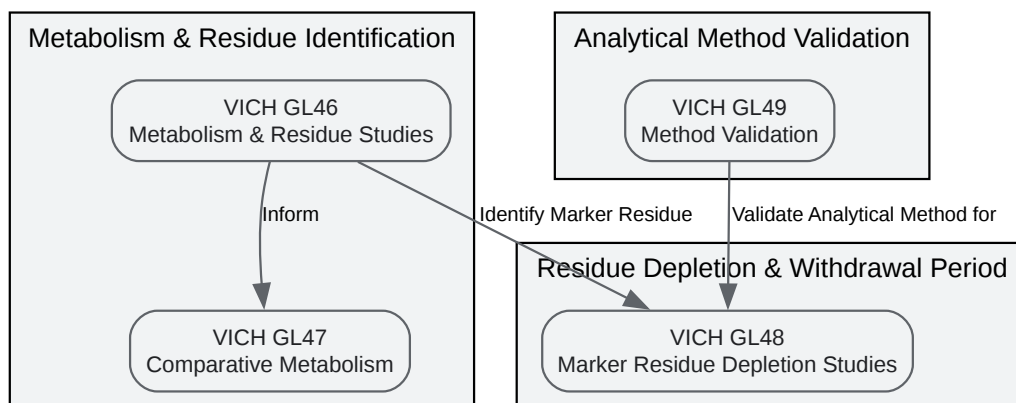 Metabolism & Residue Identification
Analytical Method Validation
VICH GL46
Metabolism & Residue Studies
VICH GL49
Method Validation
Inform
Identify Marker Residue
Validate Analytical Method for
Residue Depletion & Withdrawal Period
VICH GL47
Comparative Metabolism
VICH GL48
Marker Residue Depletion Studies